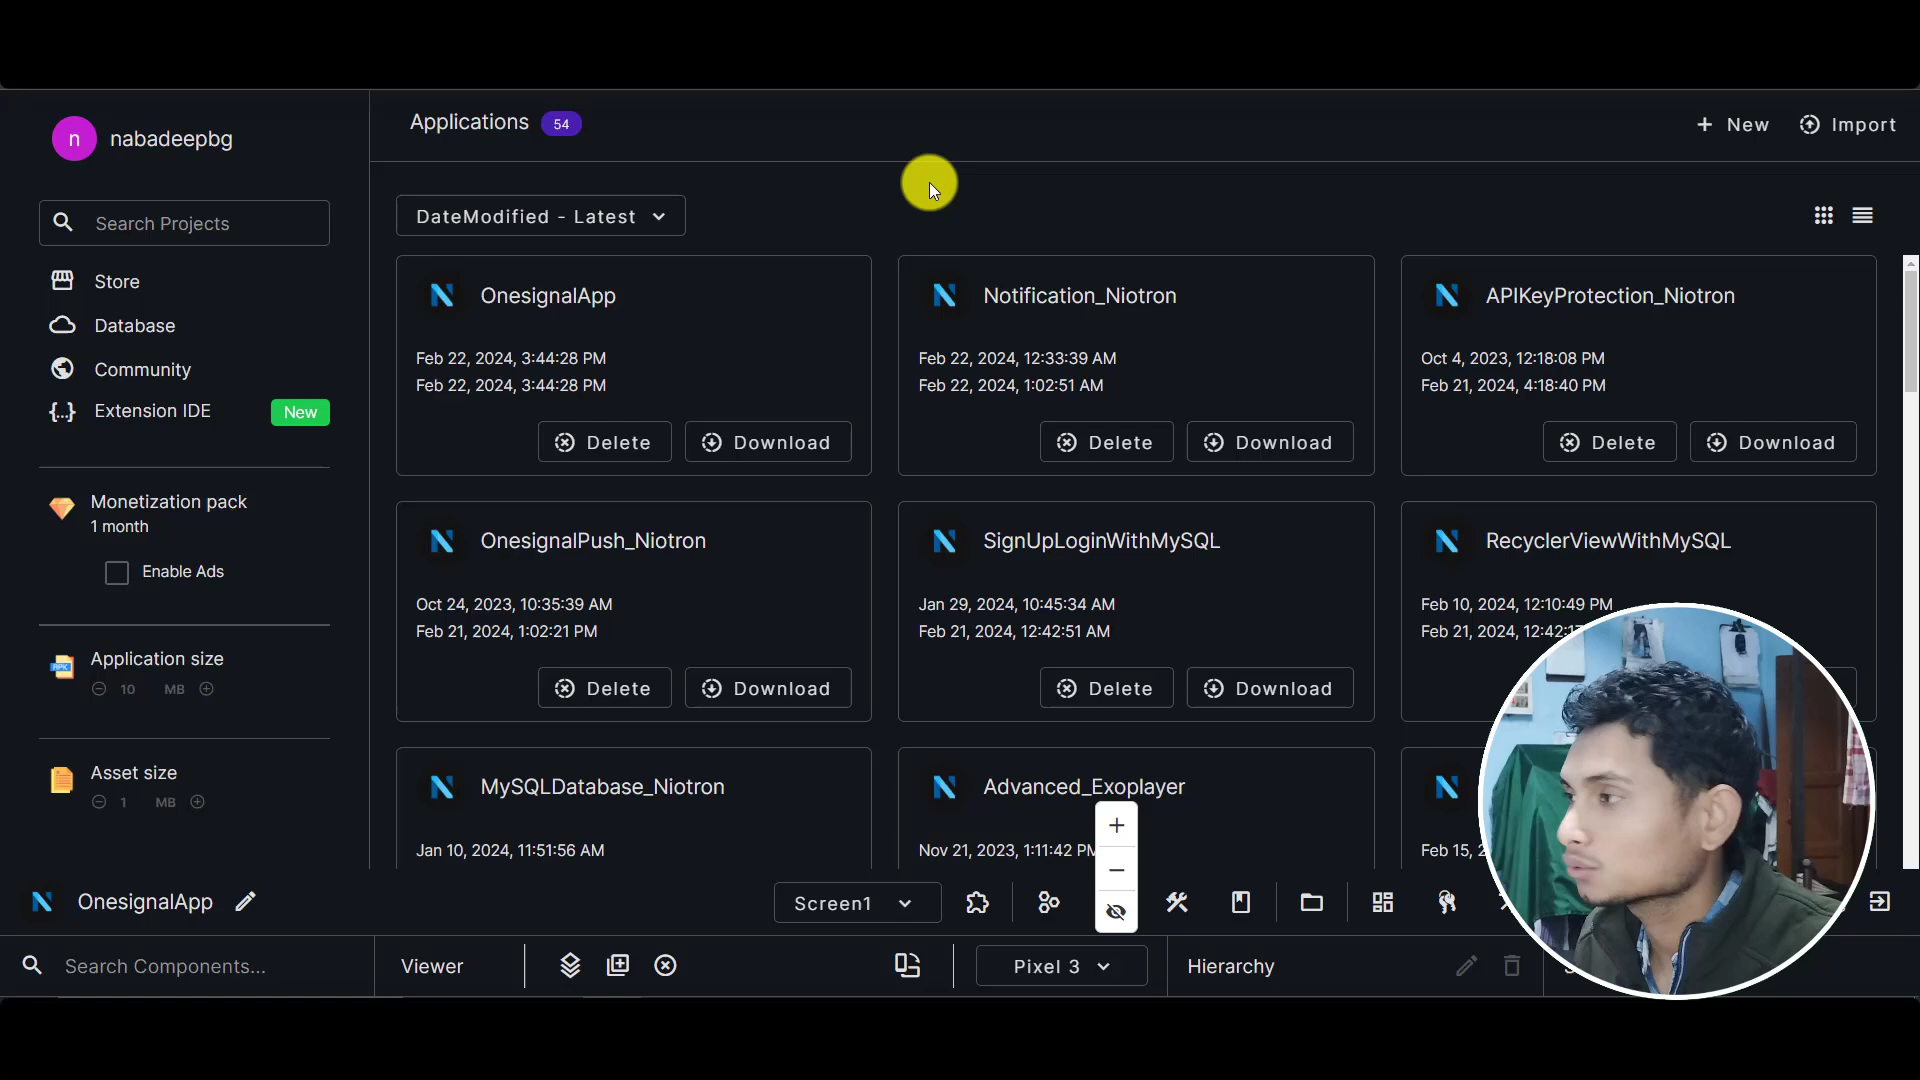 n nabadeepbg
Applications 54
+ New
Import
Search Projects
DateModified - Latest
Store
Database
Community
{...} Extension IDE New
Monetization pack
1 month
Enable Ads
Application size
10 MB
Asset size
1 MB
OnesignalApp
Feb 22, 2024, 3:44:28 PM
Feb 22, 2024, 3:44:28 PM
Delete Download
Notification_Niotron
Feb 22, 2024, 12:33:39 AM
Feb 22, 2024, 1:02:51 AM
Delete Download
APIKeyProtection_Niotron
Oct 4, 2023, 12:18:08 PM
Feb 21, 2024, 4:18:40 PM
Delete Download
OnesignalPush_Niotron
Oct 24, 2023, 10:35:39 AM
Feb 21, 2024, 1:02:21 PM
Delete Download
SignUpLoginWithMySQL
Jan 29, 2024, 10:45:34 AM
Feb 21, 2024, 12:42:51 AM
Delete Download
RecyclerViewWithMySQL
Feb 10, 2024, 12:10:49 PM
Feb 21, 2024,
MySQLDatabase_Niotron
Jan 10, 2024, 11:51:56 AM
Advanced_Exoplayer
Nov 21, 2023, 1:11:42 PM
Feb 15,
OnesignalApp
Screen1
Search Components...
Viewer
Pixel 3
Hierarchy